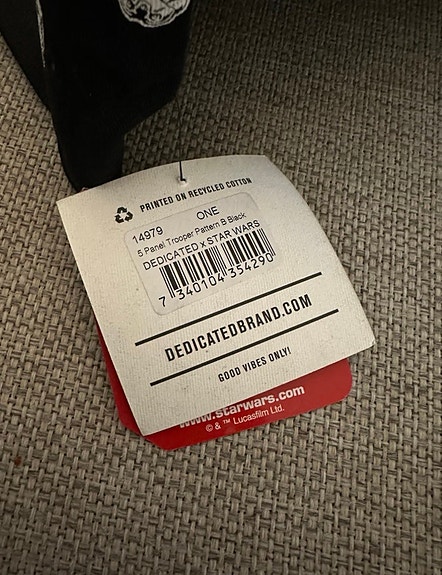 PRINTED ON RECYCLED COTTON
14979 ONE
5 Panel Trooper Pattern B Black
DEDICATED x STAR WARS
7 340104 354290
DEDICATEDBRAND.COM
GOOD VIBES ONLY!
www.starwars.com
© & ™ Lucasfilm Ltd.